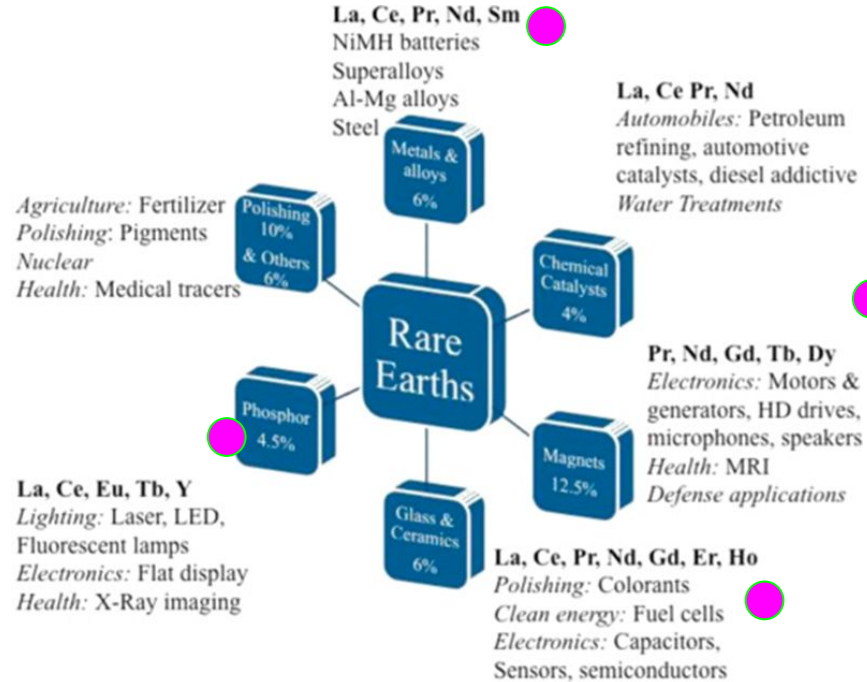 La, Ce, Pr, Nd, Sm
NiMH batteries
Superalloys
Al-Mg alloys
Steel
Metals &
alloys
6%
La, Ce Pr, Nd
Automobiles: Petroleum
refining, automotive
catalysts, diesel addictive
Water Treatments
Agriculture: Fertilizer
Polishing: Pigments
Nuclear
Health: Medical tracers
Polishing
10%
& Others
6%
Chemical
Catalysts
4%
Rare
Earths
Pr, Nd, Gd, Tb, Dy
Electronics: Motors &
generators, HD drives,
microphones, speakers
Health: MRI
Defense applications
Phosphor
4.5%
Magnets
12.5%
La, Ce, Eu, Tb, Y
Lighting: Laser, LED,
Fluorescent lamps
Electronics: Flat display
Health: X-Ray imaging
Glass &
Ceramics
6%
La, Ce, Pr, Nd, Gd, Er, Ho
Polishing: Colorants
Clean energy: Fuel cells
Electronics: Capacitors,
Sensors, semiconductors